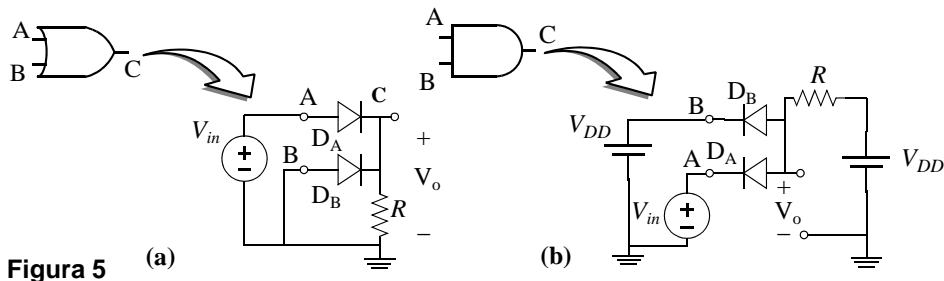 A
B
C
A
B
C
V_in
A
D_A
B
D_B
C
+
V_o
−
R
+
−
(a)
V_DD
B
D_B
A
D_A
V_in
+
−
R
+
V_o
−
V_DD
(b)
Figura 5